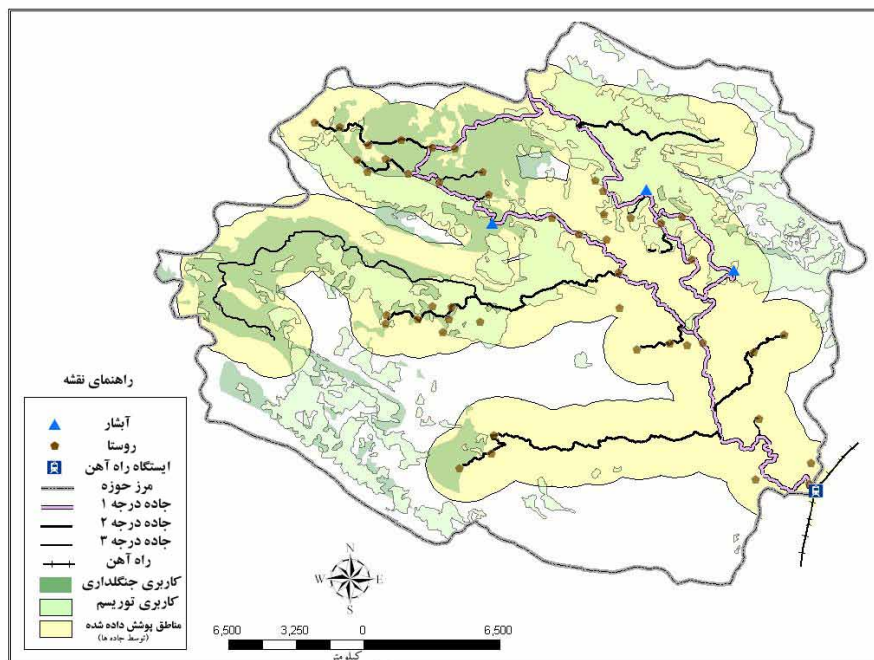 N
W E
S
راهنمای نقشه
آبشار
روستا
ایستگاه راه آهن
مرز حوزه
جاده درجه ۱
جاده درجه ۲
جاده درجه ۳
راه آهن
کاربری جنگلداری
کاربری توریسم
مناطق پوشش داده شده
(توسط جاده ها)
6,500 3,250 0 6,500